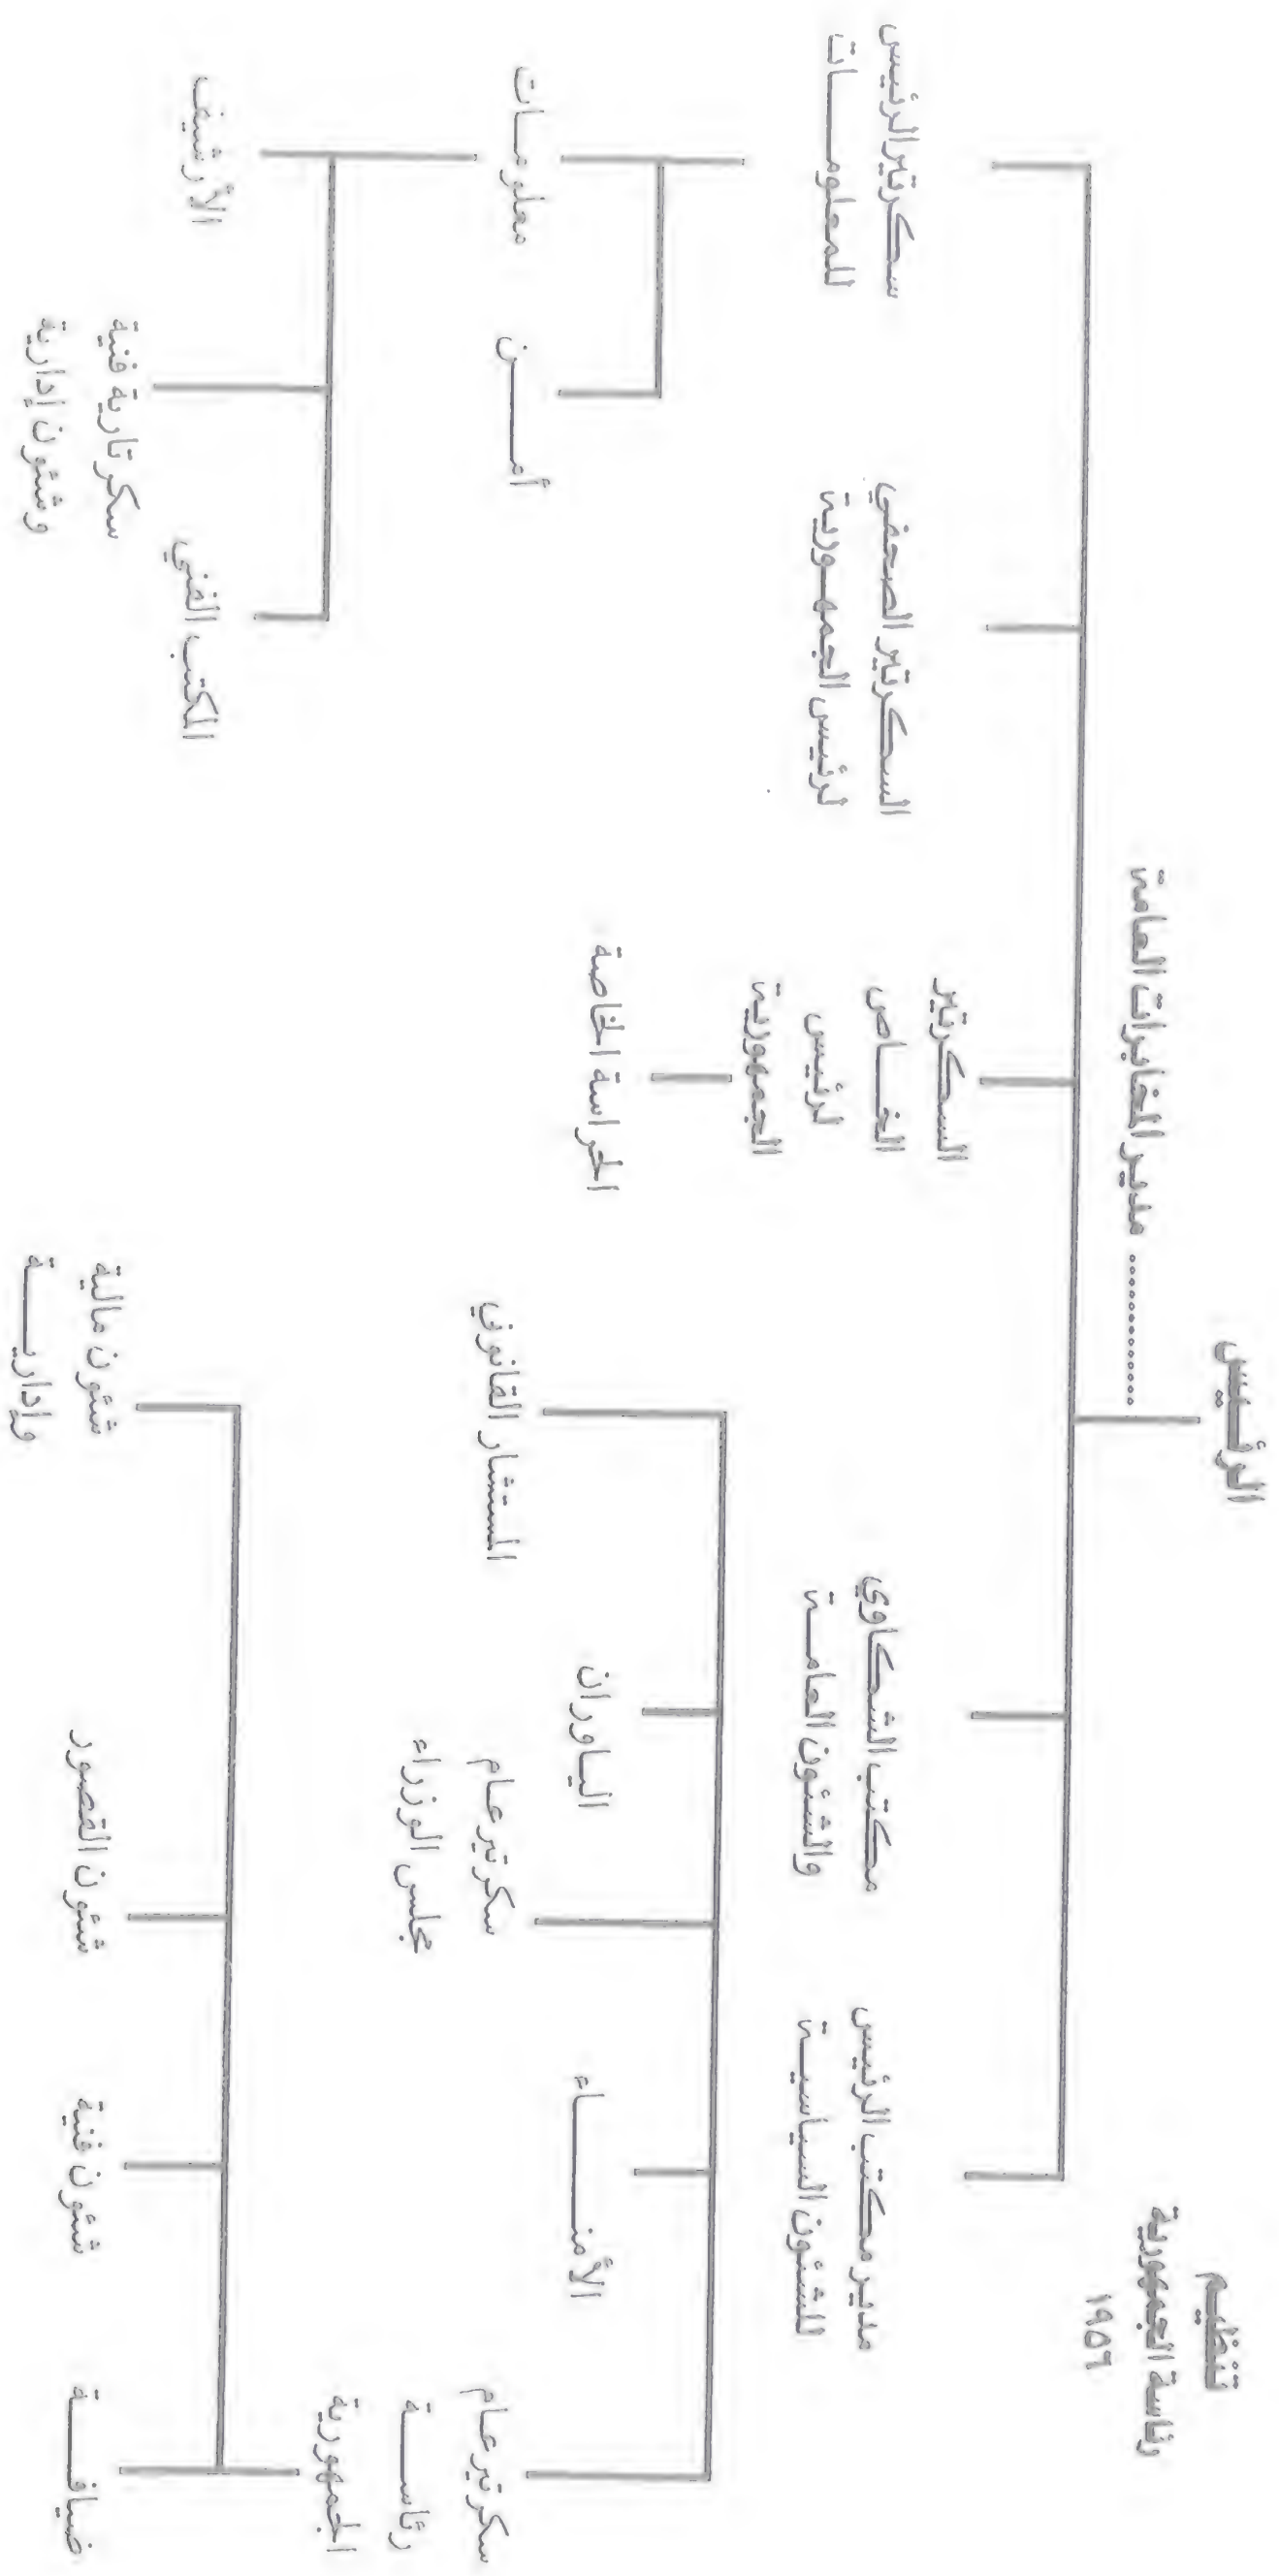 تنظيم
رئاسة الجمهورية
١٩٥٦
الرئيس
مدير المخابرات العامة
مدير مكتب الرئيس
للشئون السياسية
مكتب الشكاوي
والشئون العامة
السكرتير
الخاص
لرئيس
الجمهورية
السكرتير الصحفي
لرئيس الجمهورية
سكرتير الرئيس
للمعلومات
الحراسة الخاصة
أمن
معلومات
سكرتير عام
رئاسة
الجمهورية
الأمناء
سكرتير عام
مجلس الوزراء
الياوران
المستشار القانوني
المكتب الفني
سكرتارية فنية
وشئون إدارية
الأرشيف
ضيافة
شئون فنية
شئون القصور
شئون مالية
وإدارية